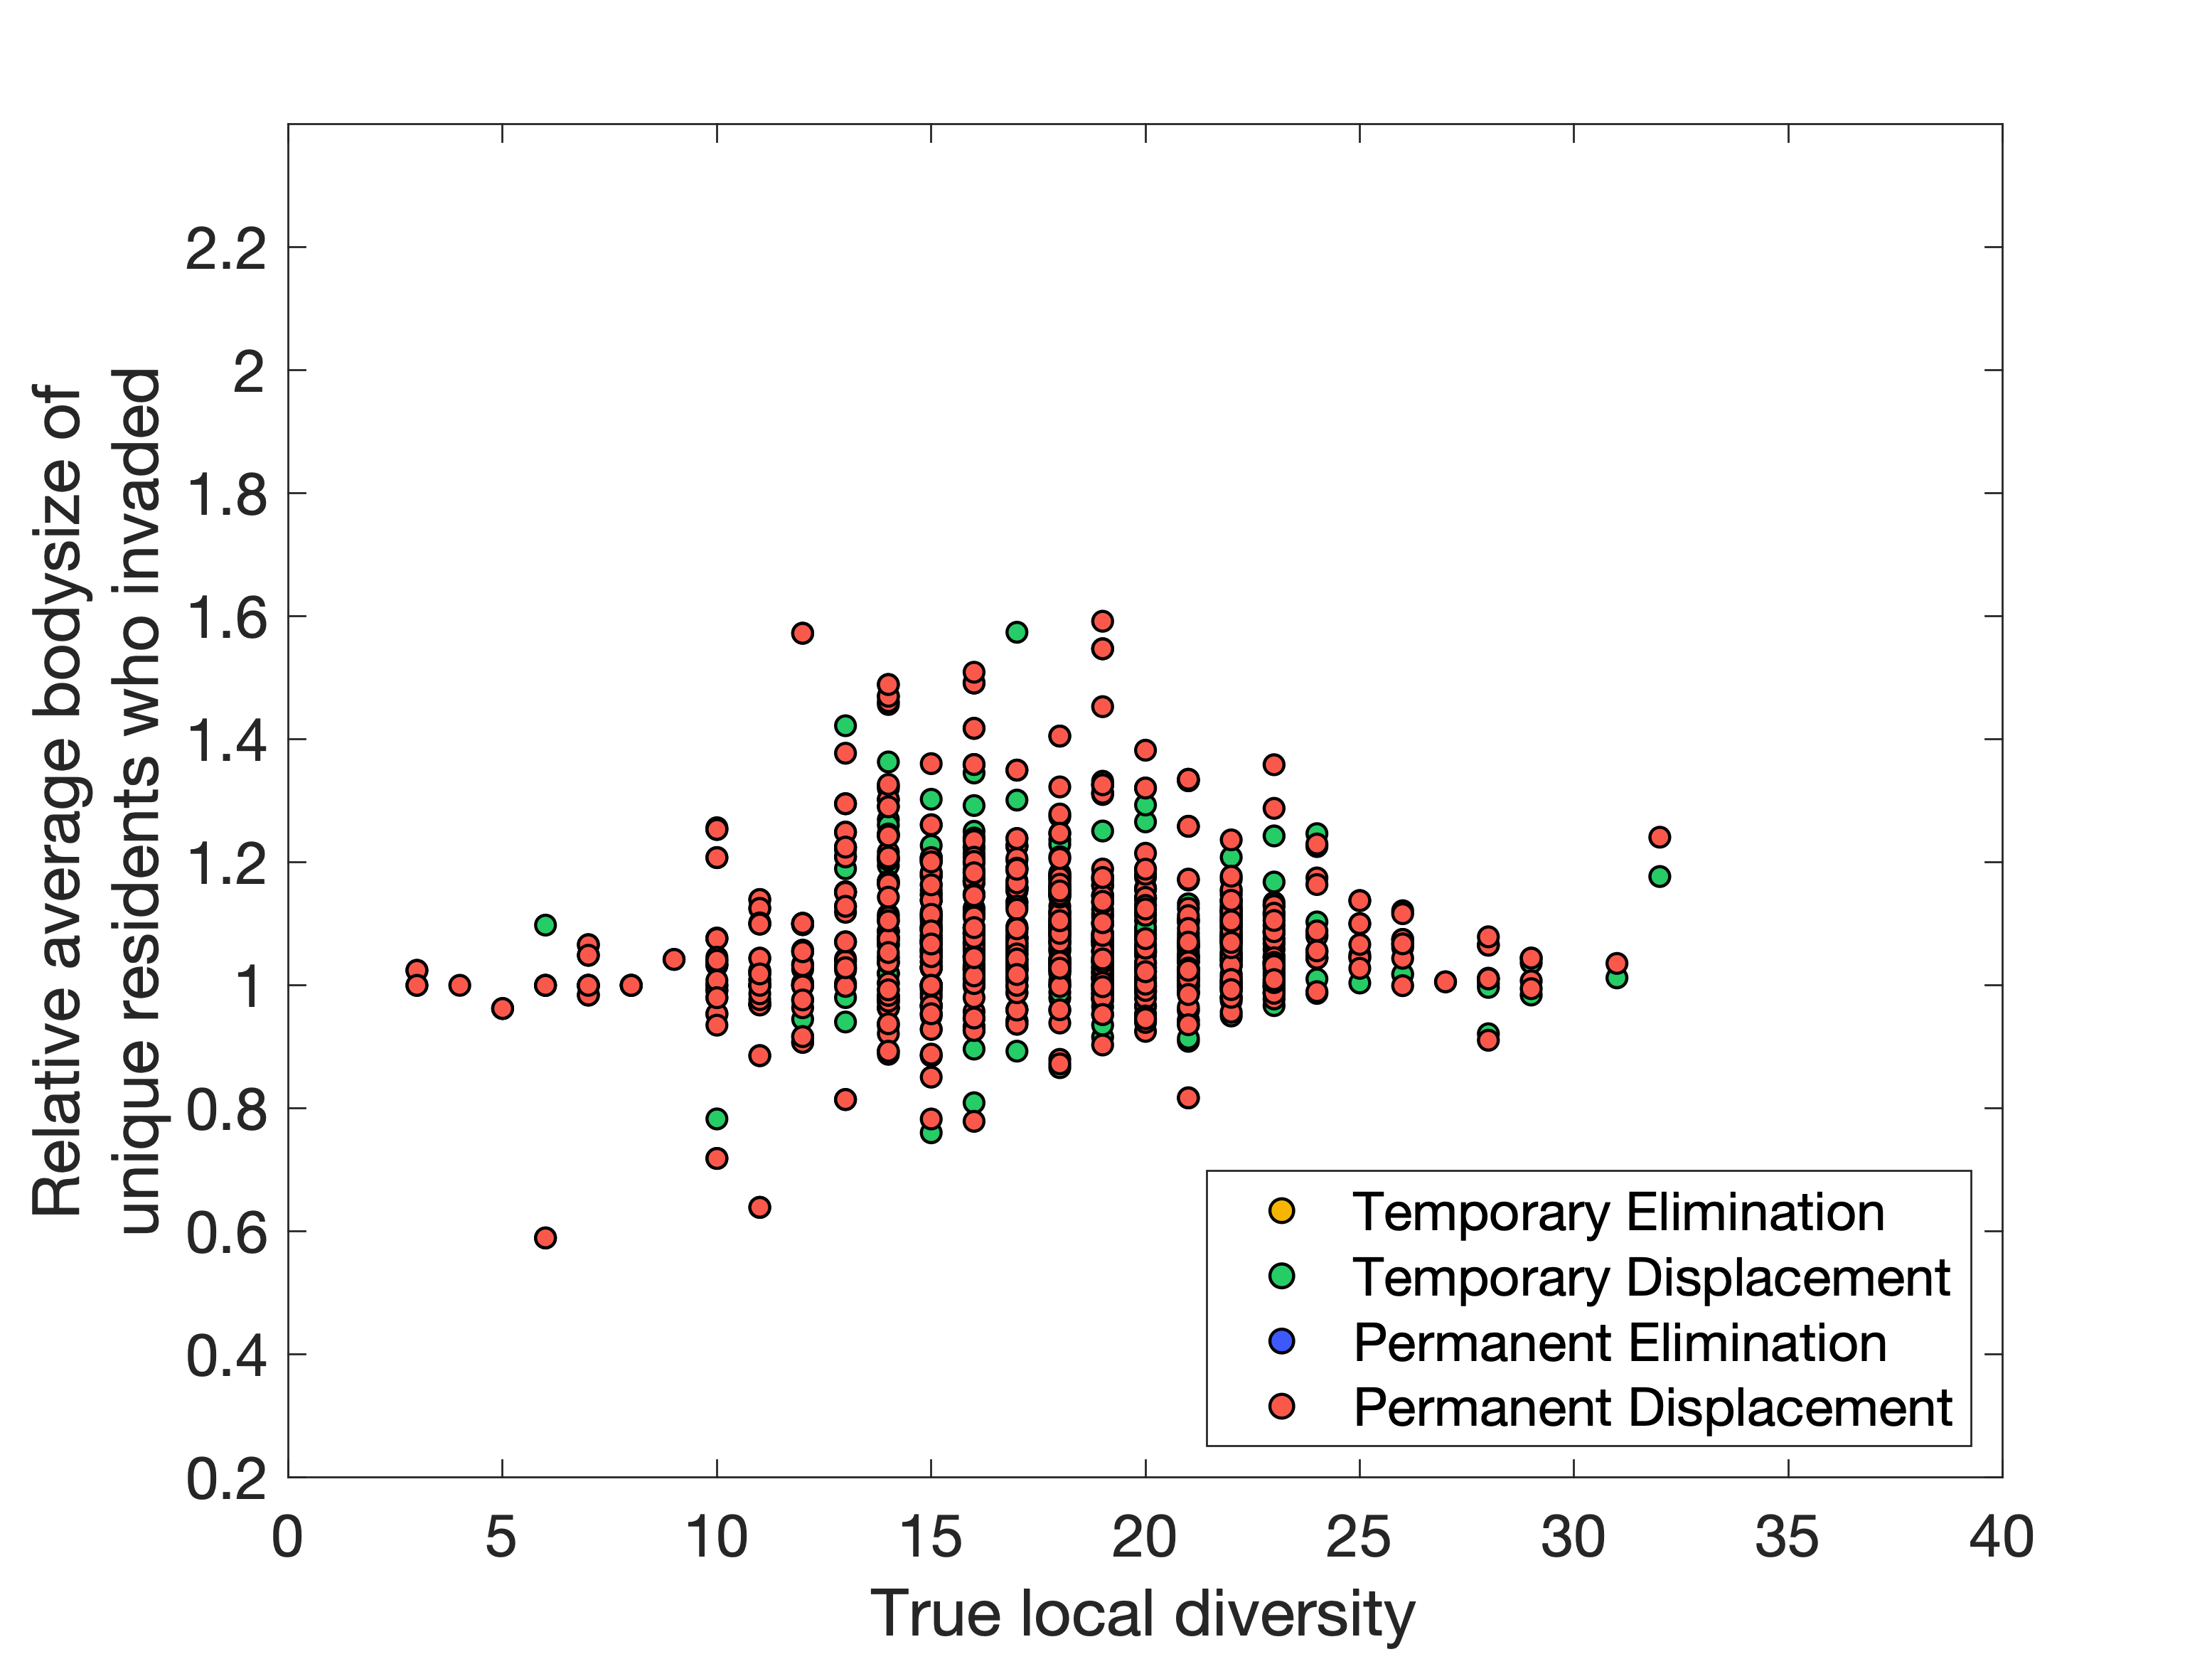 Relative average bodysize of
unique residents who invaded
2.2
2
1.8
1.6
1.4
1.2
1
0.8
0.6
0.4
0.2
0 5 10 15 20 25 30 35 40
True local diversity
Temporary Elimination
Temporary Displacement
Permanent Elimination
Permanent Displacement